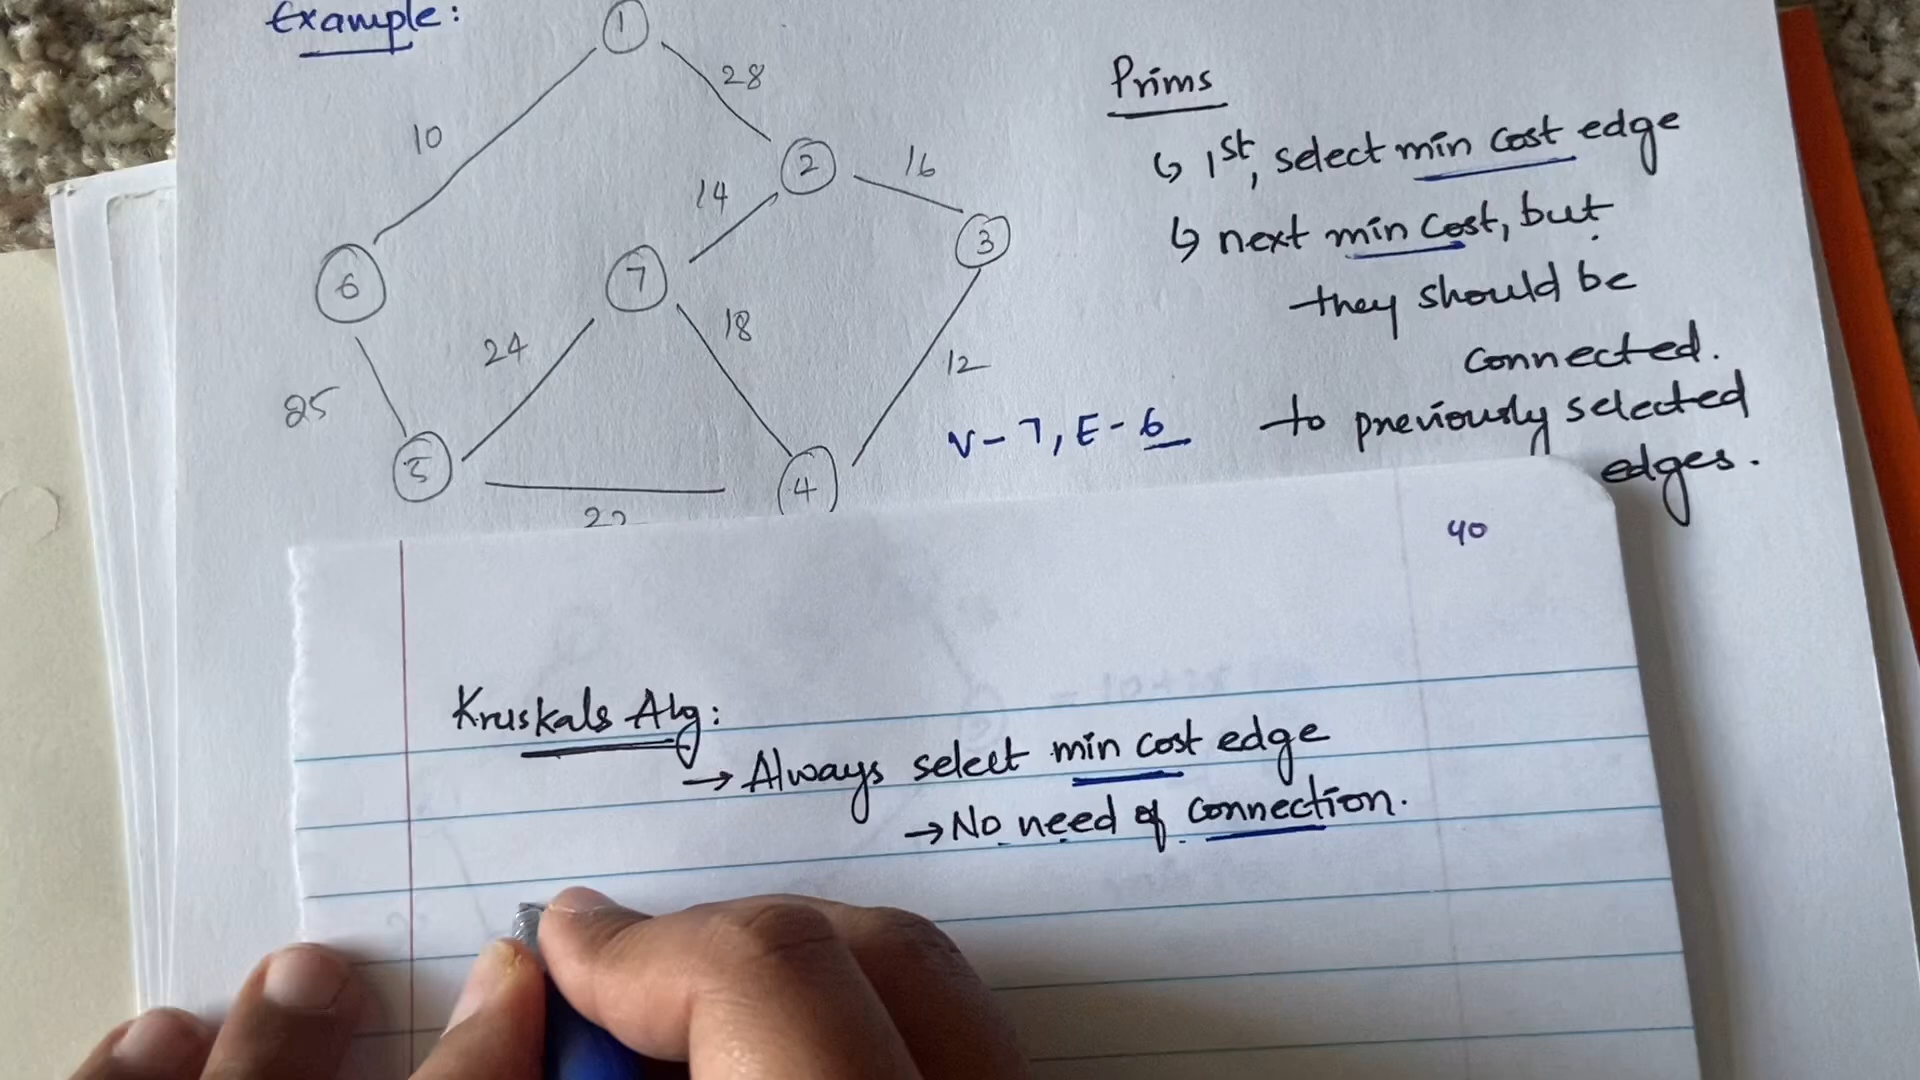 Example:
1
28
10
2
16
14
3
6
7
24
18
12
25
5
4
22
V-7, E-6
Prims
↳ 1st, select min cost edge
↳ next min cost, but
they should be
connected.
to previously selected
edges.
40
Kruskals Alg:
→ Always select min cost edge
→ No need of connection.